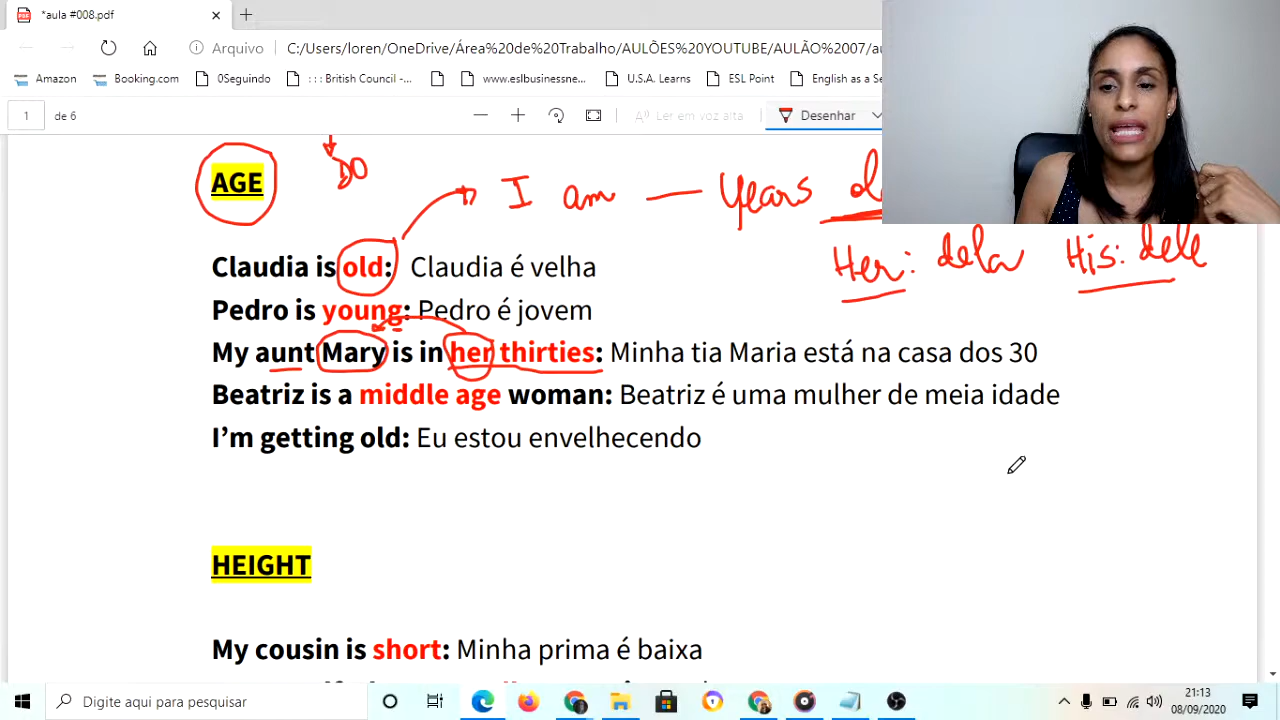 *aula #008.pdf
Arquivo C:/Users/loren/OneDrive/Área%20de%20Trabalho/AULÕES%20YOUTUBE/AULÃO%2007/au
Amazon Booking.com 0Seguindo : : : British Council -... www.eslbusinessne... U.S.A. Learns ESL Point English as a Se
1 de 6 Ler em voz alta Desenhar
DO
AGE
I am — Years
Her: dela His: dele
Claudia is old: Claudia é velha
Pedro is young: Pedro é jovem
My aunt Mary is in her thirties: Minha tia Maria está na casa dos 30
Beatriz is a middle age woman: Beatriz é uma mulher de meia idade
I'm getting old: Eu estou envelhecendo
HEIGHT
My cousin is short: Minha prima é baixa
Digite aqui para pesquisar
21:13
08/09/2020